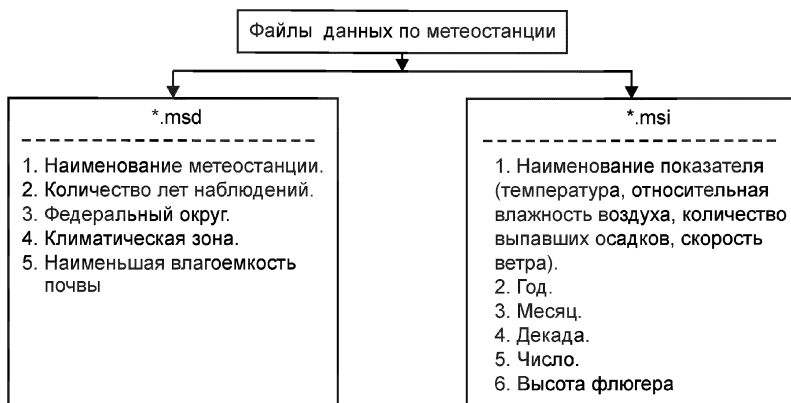 Файлы данных по метеостанции
*.msd
1. Наименование метеостанции.
2. Количество лет наблюдений.
3. Федеральный округ.
4. Климатическая зона.
5. Наименьшая влагоемкость
почвы
*.msi
1. Наименование показателя
(температура, относительная
влажность воздуха, количество
выпавших осадков, скорость
ветра).
2. Год.
3. Месяц.
4. Декада.
5. Число.
6. Высота флюгера